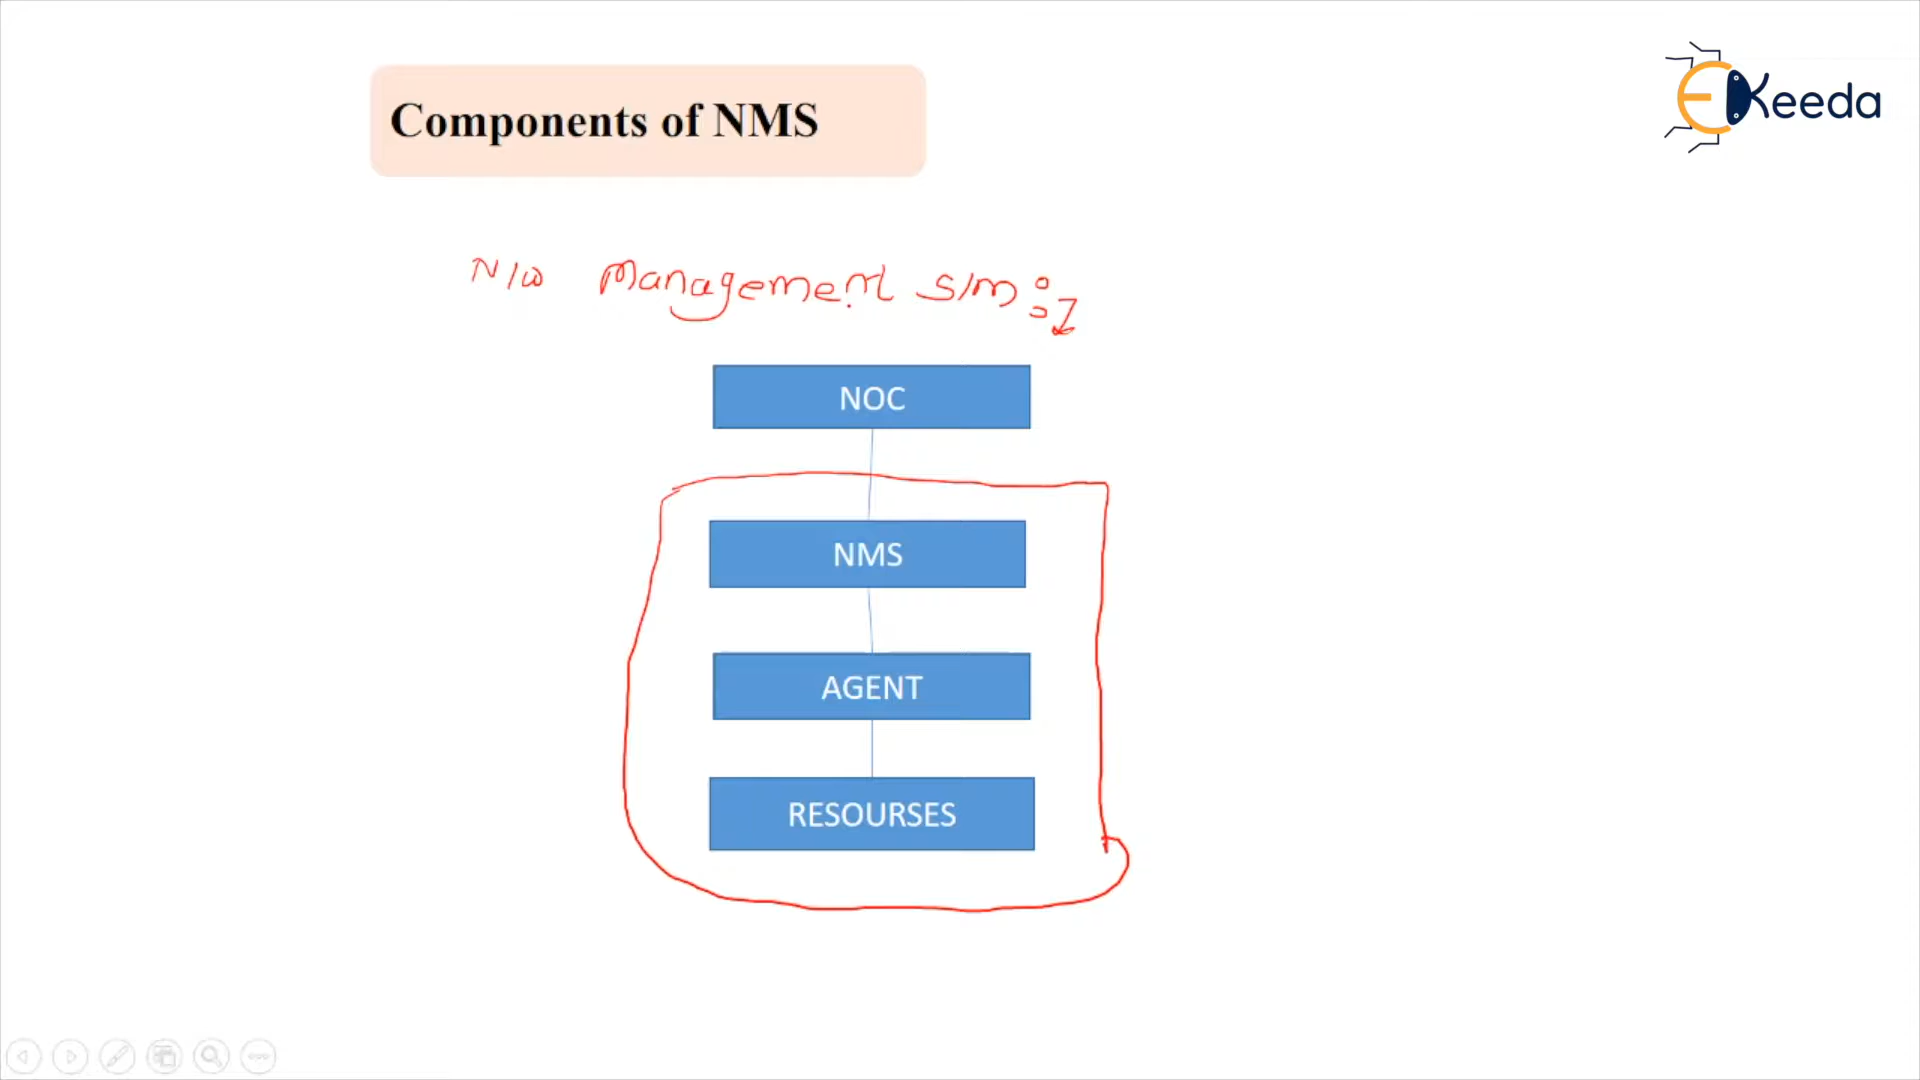 Components of NMS
EKeeda
N/w Management S/m :
NOC
NMS
AGENT
RESOURSES